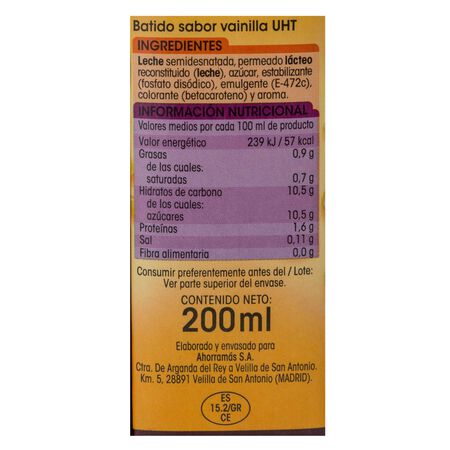 Batido sabor vainilla UHT
INGREDIENTES
Leche semidesnatada, permeado lácteo
reconstituido (leche), azúcar, estabilizante
(fosfato disódico), emulgente (E-472c),
colorante (betacaroteno) y aroma.
INFORMACIÓN NUTRICIONAL
Valores medios por cada 100 ml de producto
Valor energético 239 kJ / 57 kcal
Grasas 0,9 g
de las cuales:
saturadas 0,7 g
Hidratos de carbono 10,5 g
de los cuales:
azúcares 10,5 g
Proteínas 1,6 g
Sal 0,11 g
Fibra alimentaria 0,0 g
Consumir preferentemente antes del / Lote:
Ver parte superior del envase.
CONTENIDO NETO:
200ml
Elaborado y envasado para
Ahorramás S.A.
Ctra. De Arganda del Rey a Velilla de San Antonio.
Km. 5, 28891 Velilla de San Antonio (MADRID).
ES
15.2/GR
CE